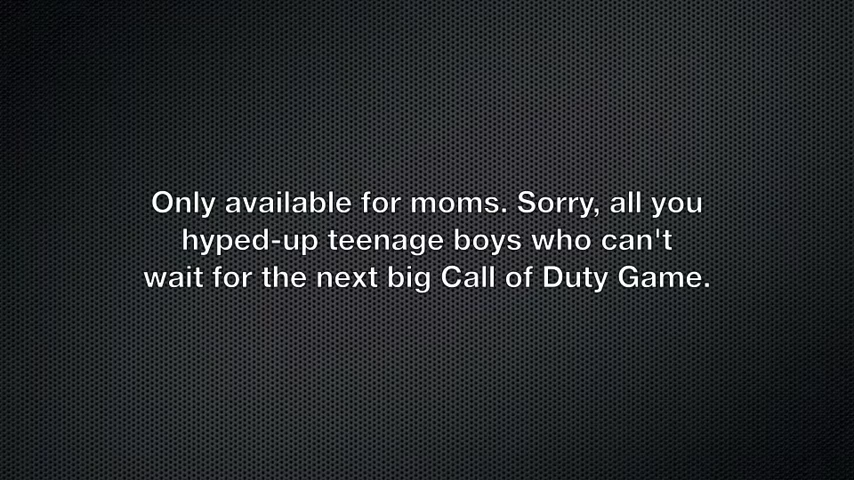 Only available for moms. Sorry, all you
hyped-up teenage boys who can't
wait for the next big Call of Duty Game.